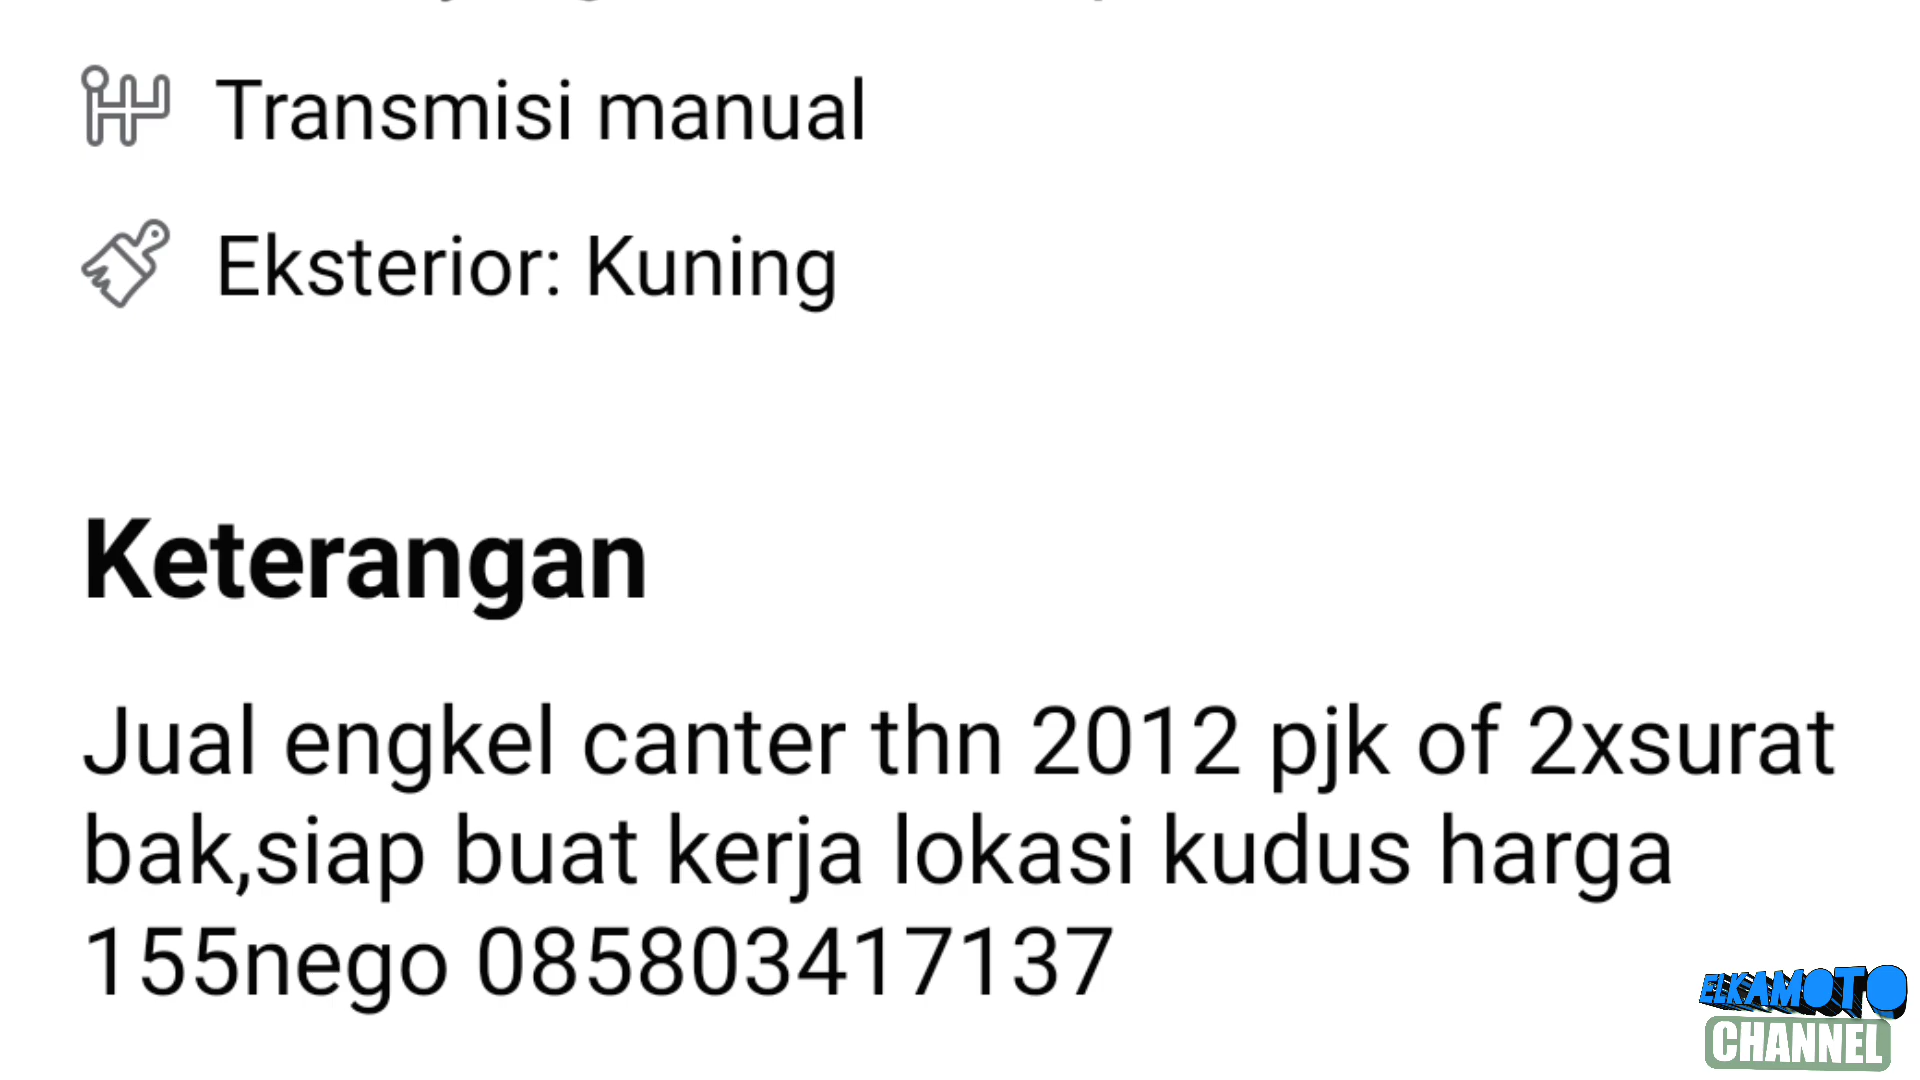 Transmisi manual
Eksterior: Kuning
Keterangan
Jual engkel canter thn 2012 pjk of 2xsurat
bak,siap buat kerja lokasi kudus harga
155nego 085803417137
ELKAMOTO
CHANNEL